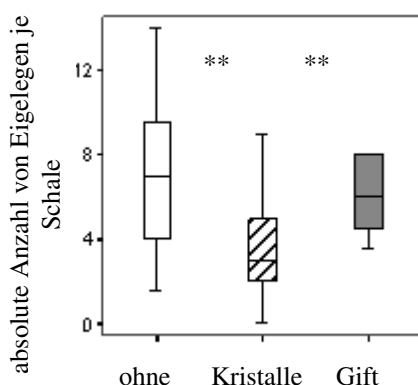 absolute Anzahl von Eigelegen je
Schale
12
8
4
0
** **
ohne Kristalle Gift